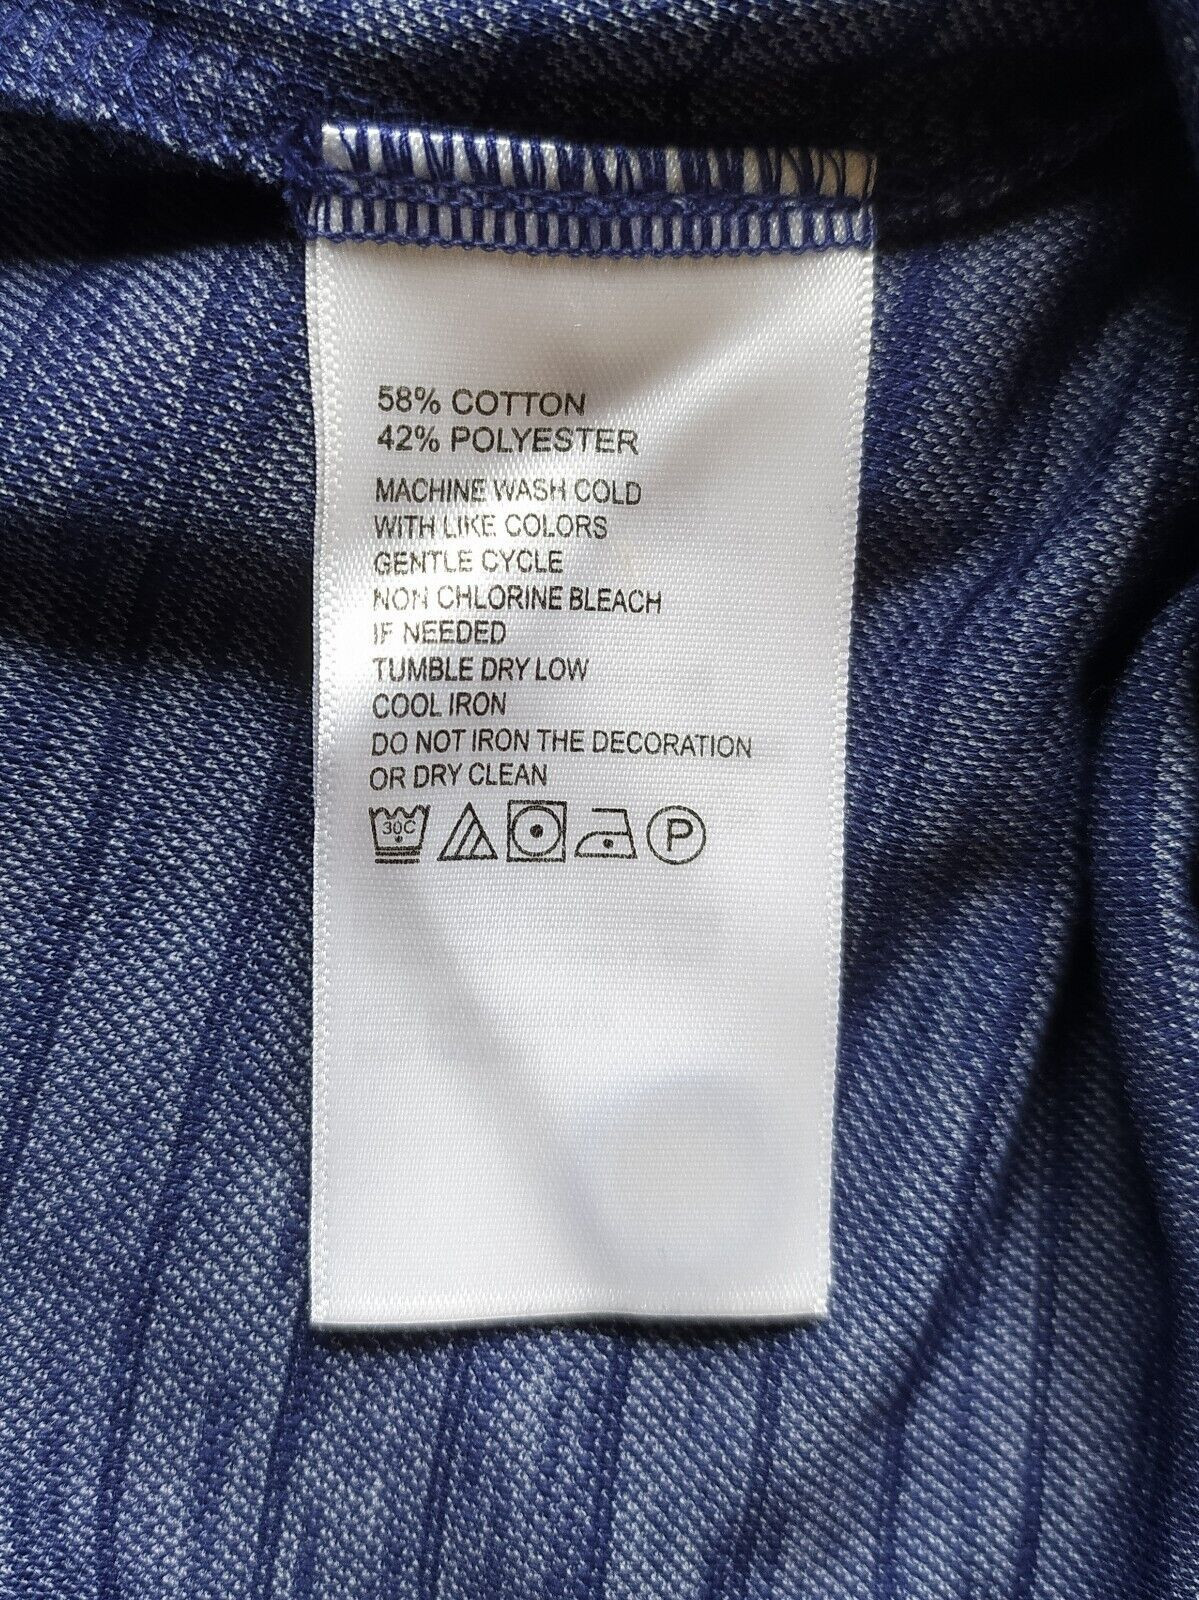 58% COTTON
42% POLYESTER
MACHINE WASH COLD
WITH LIKE COLORS
GENTLE CYCLE
NON CHLORINE BLEACH
IF NEEDED
TUMBLE DRY LOW
COOL IRON
DO NOT IRON THE DECORATION
OR DRY CLEAN
30C P